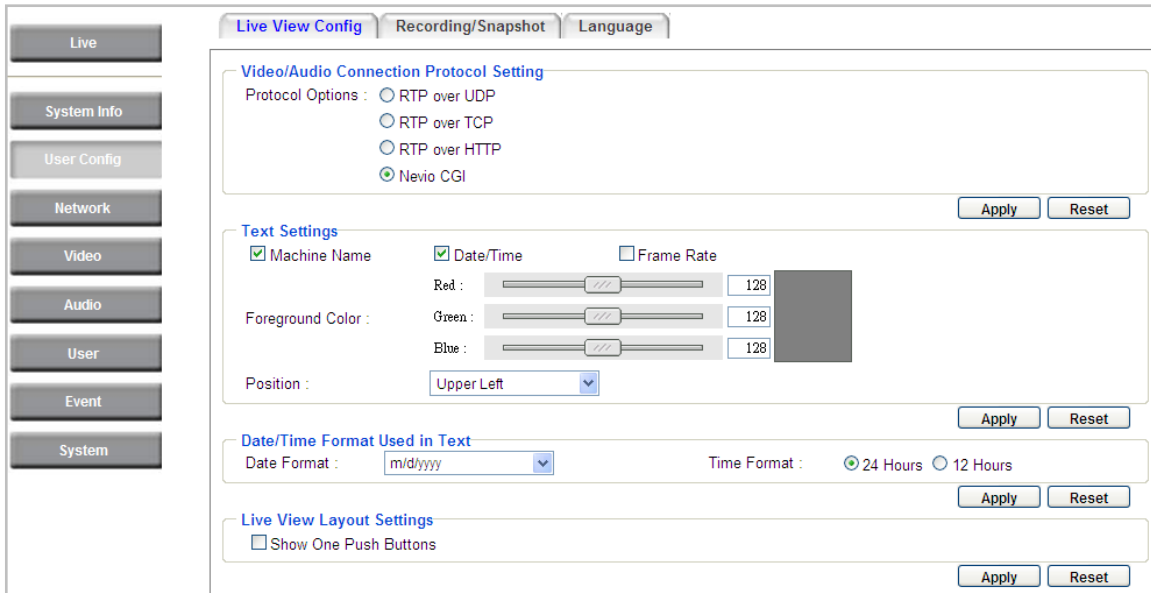 Live View Config Recording/Snapshot Language
Live
System Info
User Config
Network
Video
Audio
User
Event
System
Video/Audio Connection Protocol Setting
Protocol Options : RTP over UDP
RTP over TCP
RTP over HTTP
Nevio CGI
Apply Reset
Text Settings
Machine Name Date/Time Frame Rate
Red : 128
Foreground Color : Green : 128
Blue : 128
Position : Upper Left
Apply Reset
Date/Time Format Used in Text
Date Format : m/d/yyyy Time Format : 24 Hours 12 Hours
Apply Reset
Live View Layout Settings
Show One Push Buttons
Apply Reset